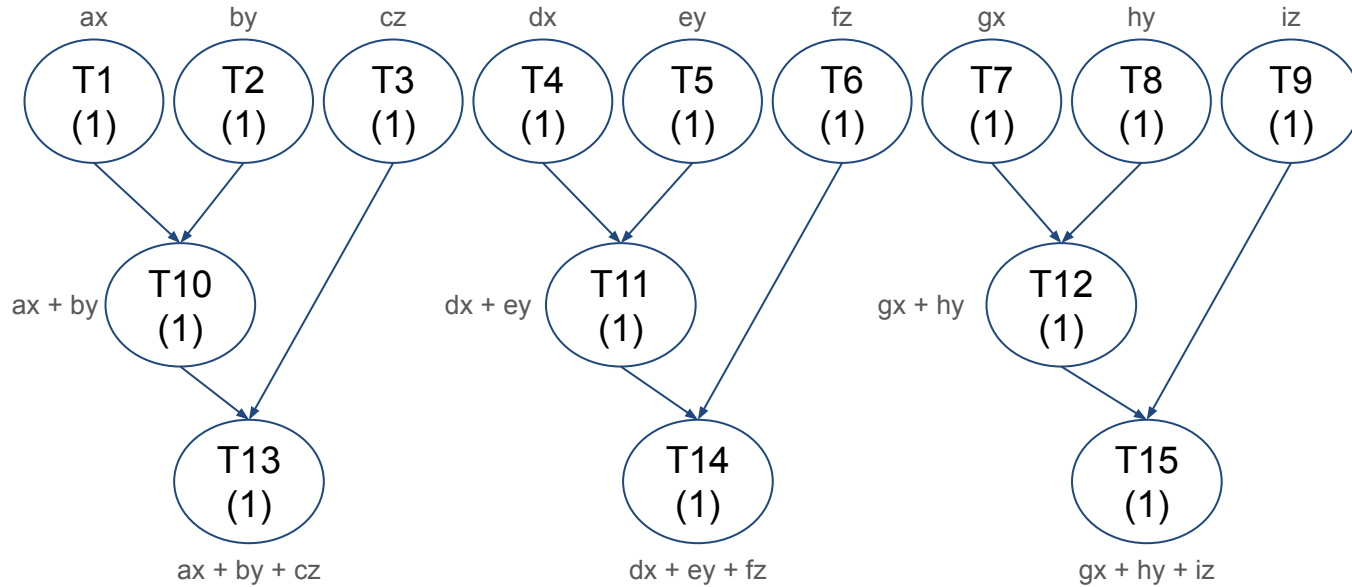 ax by cz dx ey fz gx hy iz
T1 T2 T3 T4 T5 T6 T7 T8 T9
(1) (1) (1) (1) (1) (1) (1) (1) (1)
T10 T11 T12
ax + by dx + ey gx + hy
(1) (1) (1)
T13 T14 T15
(1) (1) (1)
ax + by + cz dx + ey + fz gx + hy + iz